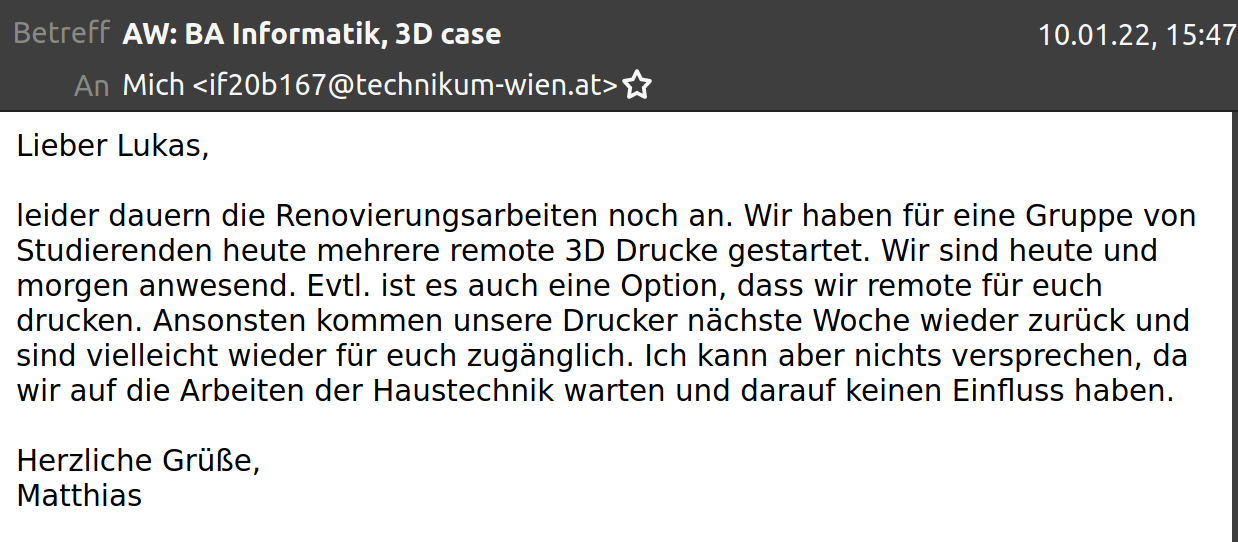 Betreff AW: BA Informatik, 3D case 10.01.22, 15:47
An Mich <if20b167@technikum-wien.at>
Lieber Lukas,
leider dauern die Renovierungsarbeiten noch an. Wir haben für eine Gruppe von
Studierenden heute mehrere remote 3D Drucke gestartet. Wir sind heute und
morgen anwesend. Evtl. ist es auch eine Option, dass wir remote für euch
drucken. Ansonsten kommen unsere Drucker nächste Woche wieder zurück und
sind vielleicht wieder für euch zugänglich. Ich kann aber nichts versprechen, da
wir auf die Arbeiten der Haustechnik warten und darauf keinen Einfluss haben.
Herzliche Grüße,
Matthias